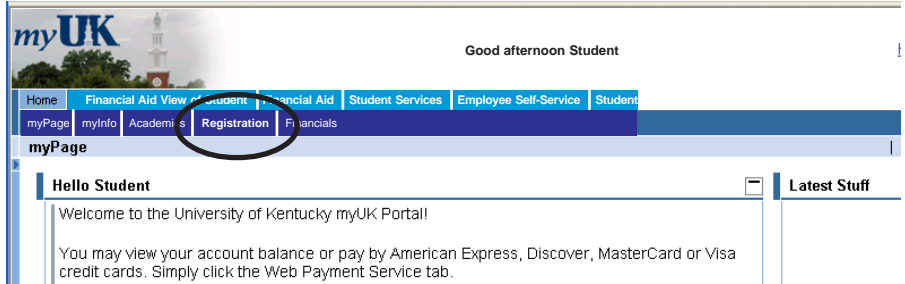 myUK
Good afternoon Student
Home Financial Aid View of Student Financial Aid Student Services Employee Self-Service Student
myPage myInfo Academics Registration Financials
myPage
Hello Student Latest Stuff
Welcome to the University of Kentucky myUK Portal!
You may view your account balance or pay by American Express, Discover, MasterCard or Visa
credit cards. Simply click the Web Payment Service tab.